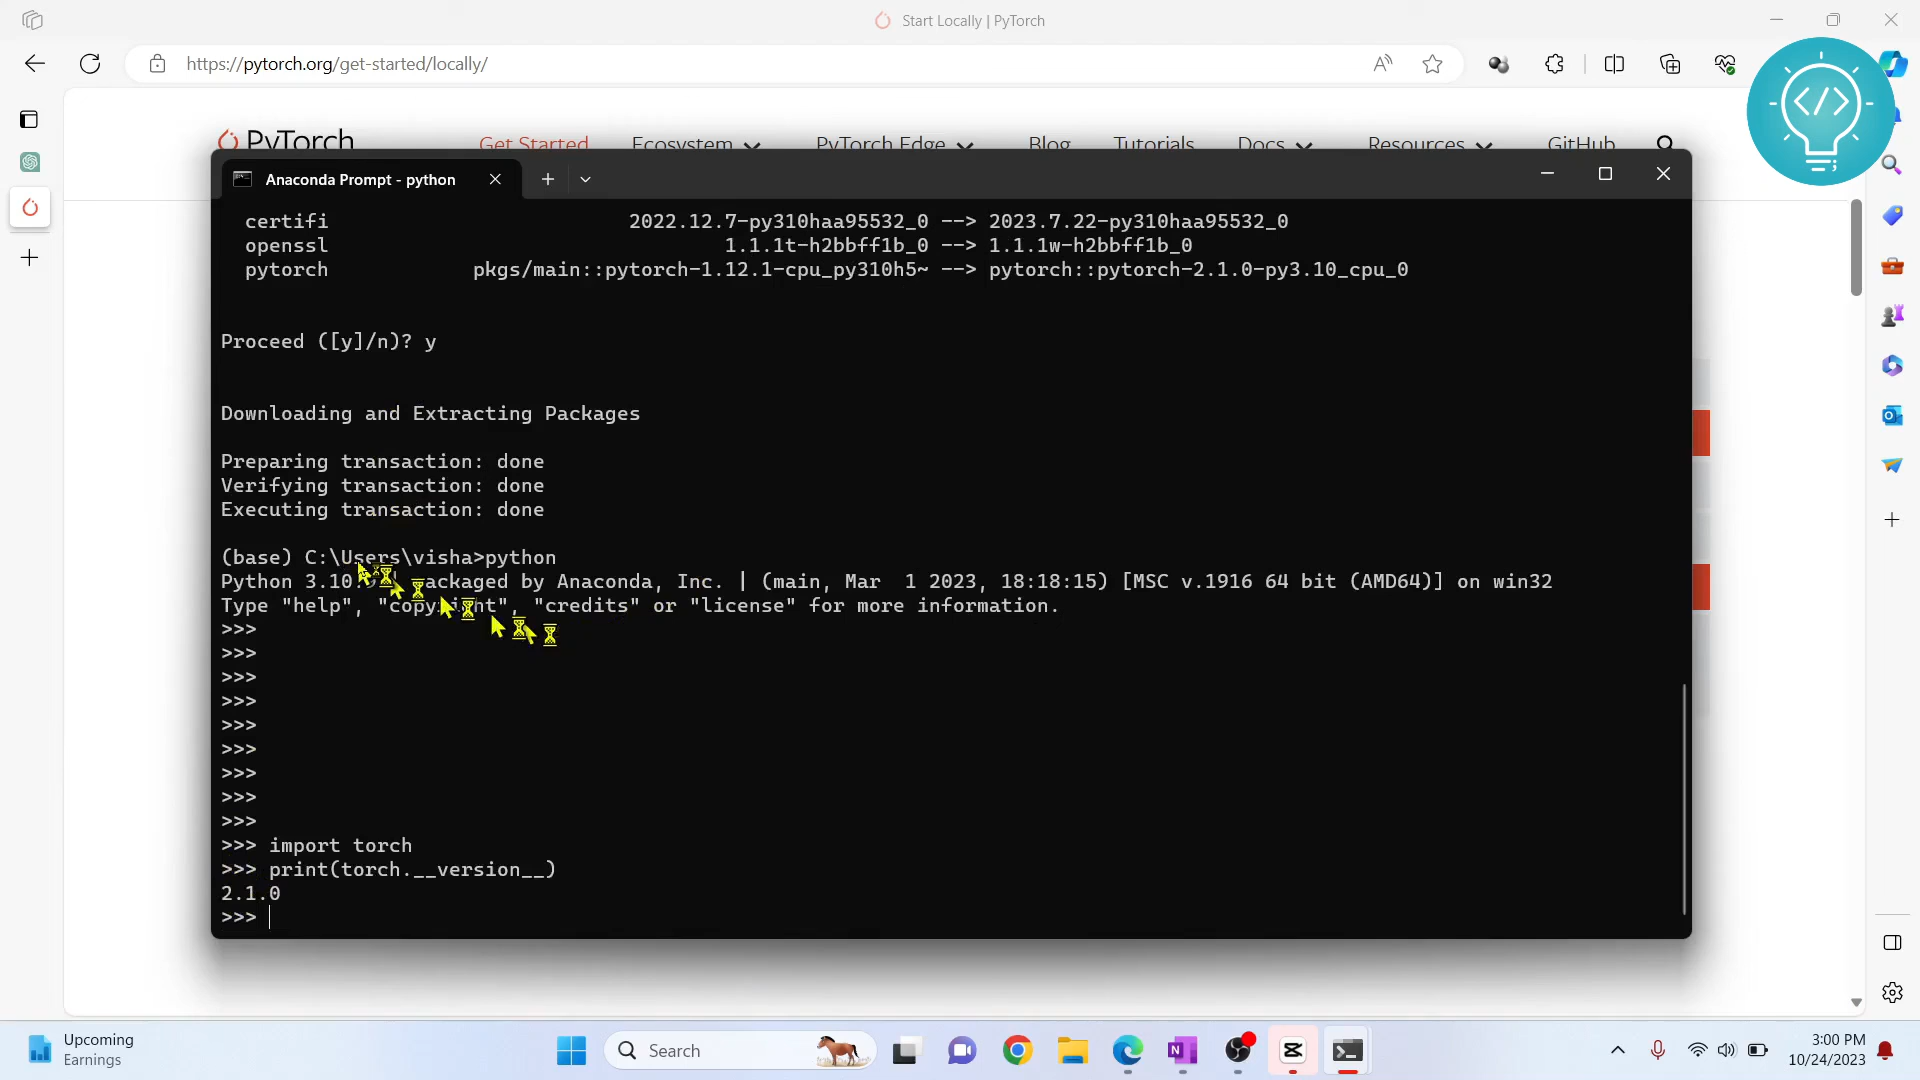 Start Locally | PyTorch
https://pytorch.org/get-started/locally/
PyTorch
Get Started Ecosystem PyTorch Edge Blog Tutorials Docs Resources GitHub
Anaconda Prompt - python
certifi 2022.12.7-py310haa95532_0 --> 2023.7.22-py310haa95532_0
openssl 1.1.1t-h2bbff1b_0 --> 1.1.1w-h2bbff1b_0
pytorch pkgs/main::pytorch-1.12.1-cpu_py310h5~ --> pytorch::pytorch-2.1.0-py3.10_cpu_0
Proceed ([y]/n)? y
Downloading and Extracting Packages
Preparing transaction: done
Verifying transaction: done
Executing transaction: done
(base) C:\Users\visha>python
Python 3.10 packaged by Anaconda, Inc. | (main, Mar 1 2023, 18:18:15) [MSC v.1916 64 bit (AMD64)] on win32
Type "help", "copyright", "credits" or "license" for more information.
>>>
>>>
>>>
>>>
>>>
>>>
>>>
>>>
>>>
>>> import torch
>>> print(torch.__version__)
2.1.0
>>>
Upcoming
Earnings
Search
3:00 PM
10/24/2023